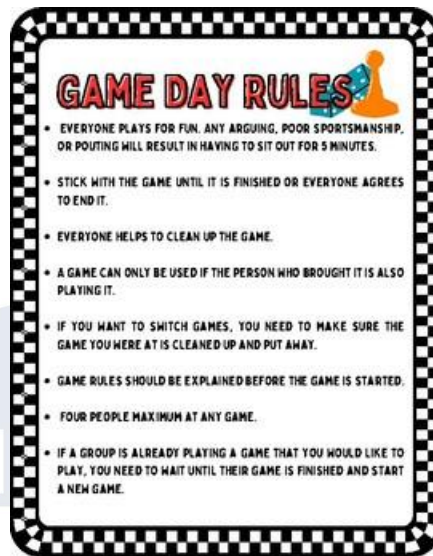 GAME DAY RULES
• EVERYONE PLAYS FOR FUN. ANY ARGUING, POOR SPORTSMANSHIP,
OR POUTING WILL RESULT IN HAVING TO SIT OUT FOR 5 MINUTES.
• STICK WITH THE GAME UNTIL IT IS FINISHED OR EVERYONE AGREES
TO END IT.
• EVERYONE HELPS TO CLEAN UP THE GAME.
• A GAME CAN ONLY BE USED IF THE PERSON WHO BROUGHT IT IS ALSO
PLAYING IT.
• IF YOU WANT TO SWITCH GAMES, YOU NEED TO MAKE SURE THE
GAME YOU WERE AT IS CLEANED UP AND PUT AWAY.
• GAME RULES SHOULD BE EXPLAINED BEFORE THE GAME IS STARTED.
• FOUR PEOPLE MAXIMUM AT ANY GAME.
• IF A GROUP IS ALREADY PLAYING A GAME THAT YOU WOULD LIKE TO
PLAY, YOU NEED TO WAIT UNTIL THEIR GAME IS FINISHED AND START
A NEW GAME.